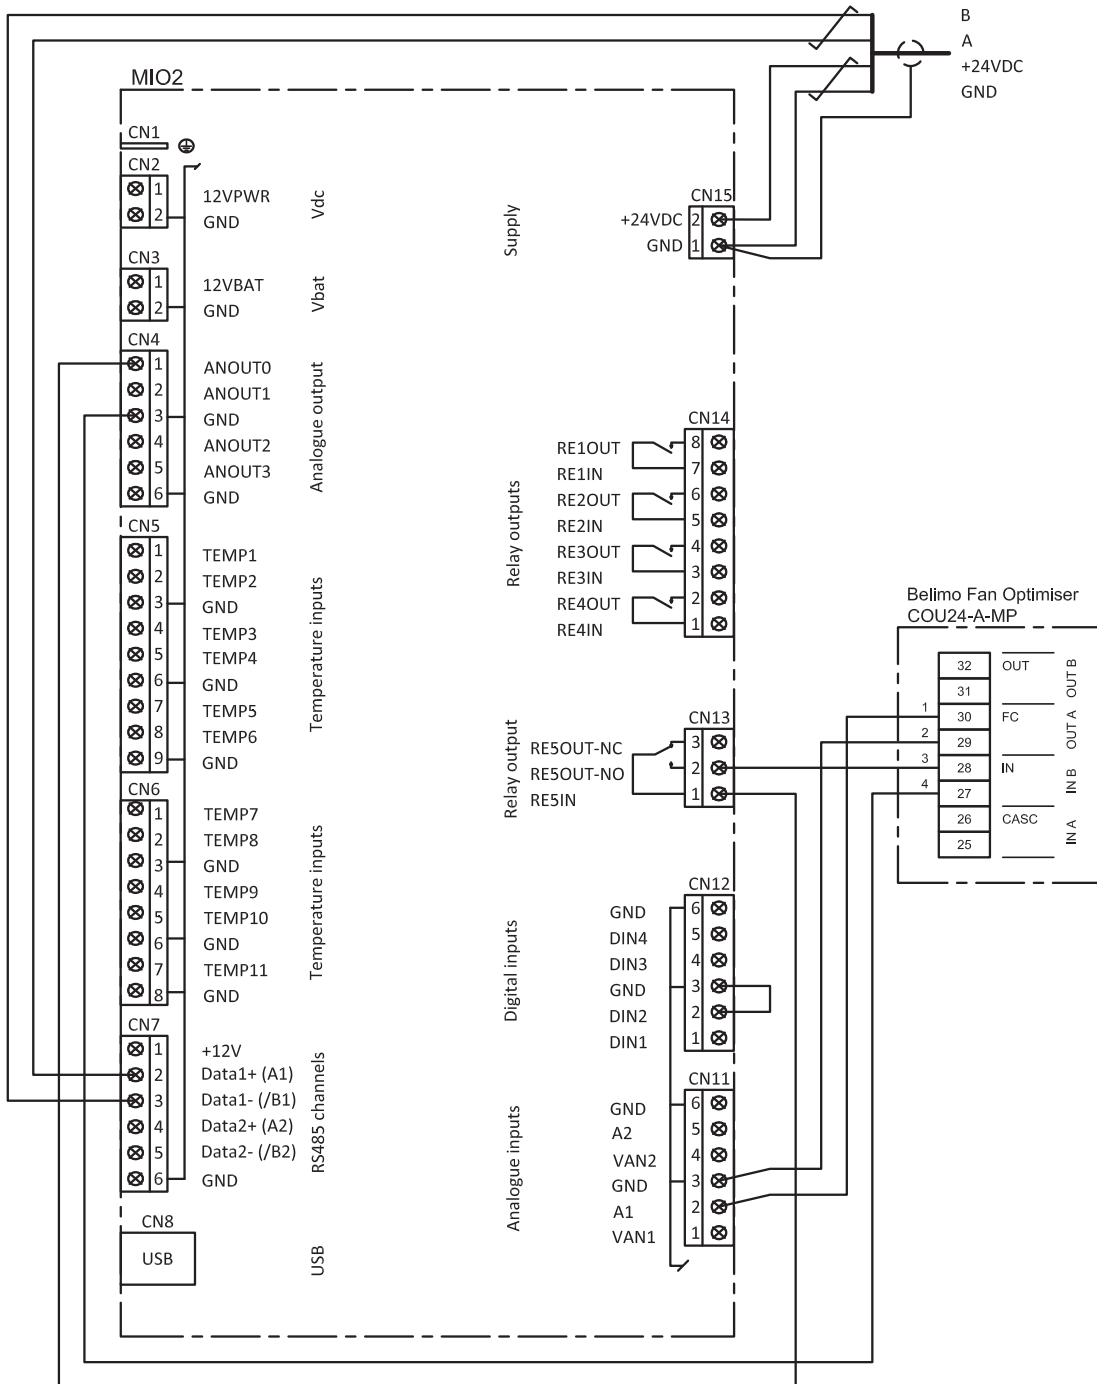 B
A
+24VDC
GND
MIO2
CN1
CN2
1 12VPWR
2 GND
Vdc
CN3
1 12VBAT
2 GND
Vbat
CN4
1 ANOUT0
2 ANOUT1
3 GND
4 ANOUT2
5 ANOUT3
6 GND
Analogue output
CN5
1 TEMP1
2 TEMP2
3 GND
4 TEMP3
5 TEMP4
6 GND
7 TEMP5
8 TEMP6
9 GND
Temperature inputs
CN6
1 TEMP7
2 TEMP8
3 GND
4 TEMP9
5 TEMP10
6 GND
7 TEMP11
8 GND
Temperature inputs
CN7
1 +12V
2 Data1+ (A1)
3 Data1- (/B1)
4 Data2+ (A2)
5 Data2- (/B2)
6 GND
RS485 channels
CN8
USB
USB
Supply
CN15
+24VDC 2
GND 1
Relay outputs
CN14
RE1OUT 8
RE1IN 7
RE2OUT 6
RE2IN 5
RE3OUT 4
RE3IN 3
RE4OUT 2
RE4IN 1
Relay output
CN13
RE5OUT-NC 3
RE5OUT-NO 2
RE5IN 1
Digital inputs
CN12
GND 6
DIN4 5
DIN3 4
GND 3
DIN2 2
DIN1 1
Analogue inputs
CN11
GND 6
A2 5
VAN2 4
GND 3
A1 2
VAN1 1
Belimo Fan Optimiser
COU24-A-MP
32 OUT
31
OUT B
1 30 FC
2 29
OUT A
3 28 IN
4 27
IN B
26 CASC
25
IN A